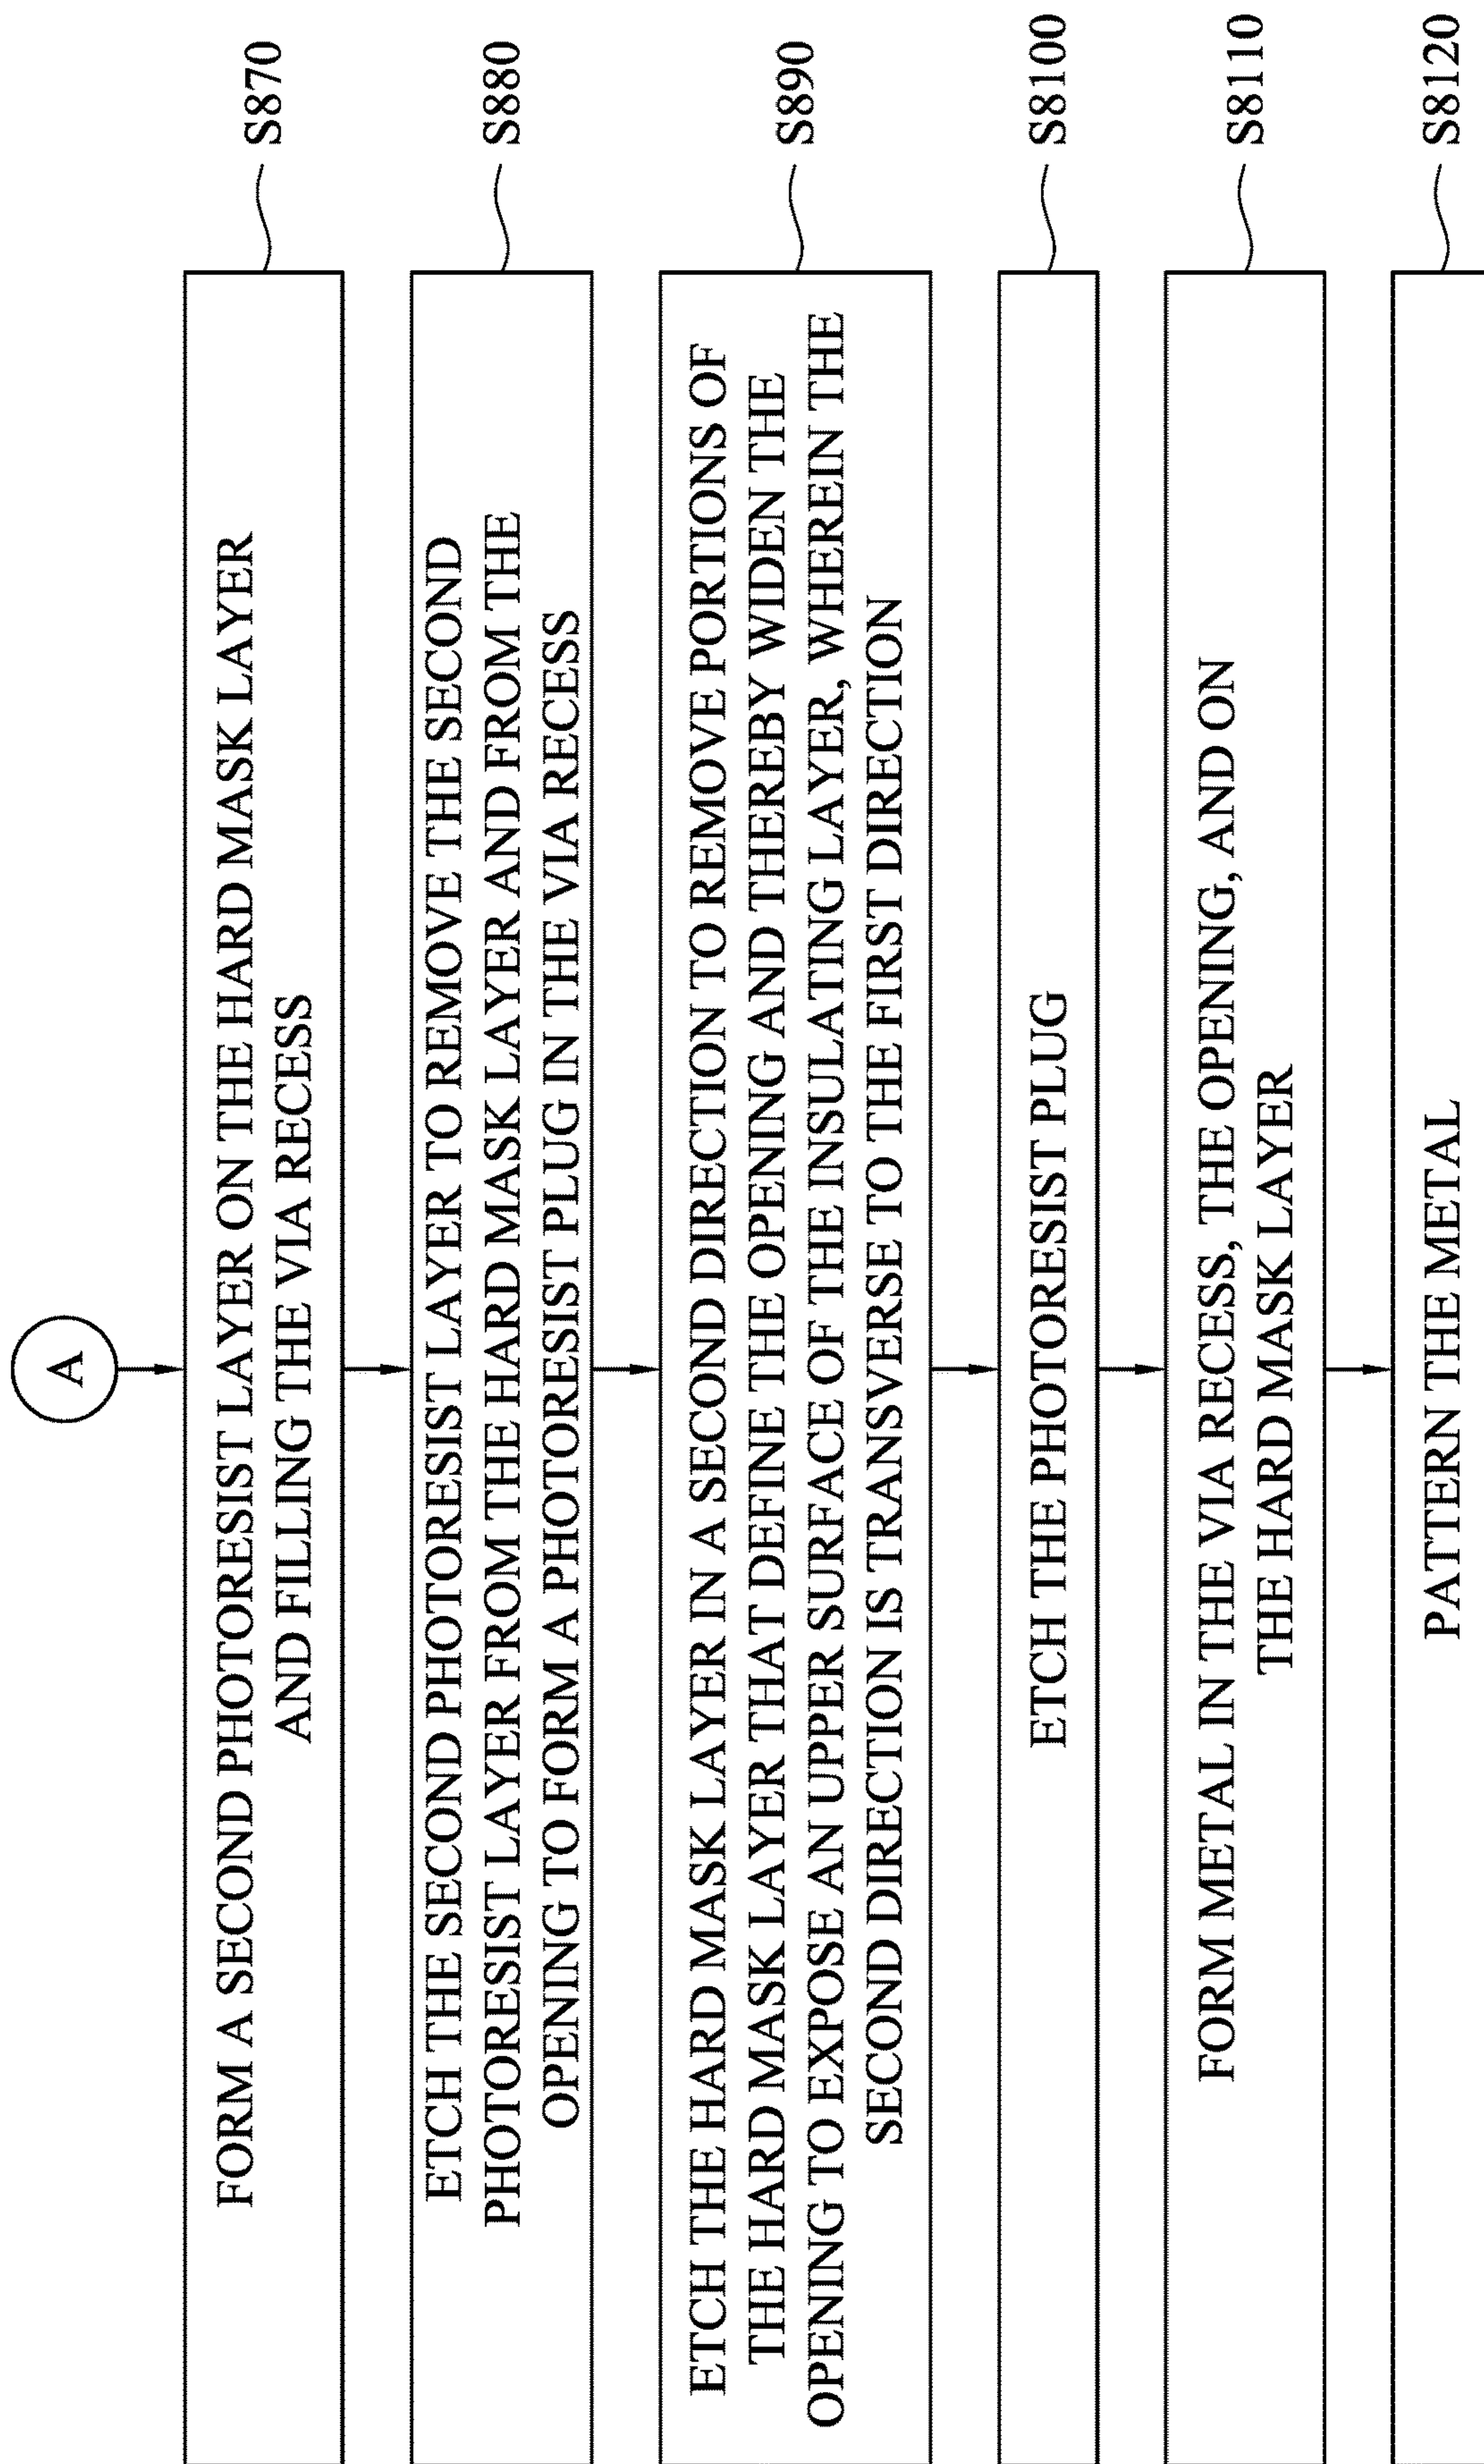 A
FORM A SECOND PHOTORESIST LAYER ON THE HARD MASK LAYER
AND FILLING THE VIA RECESS
S870
ETCH THE SECOND PHOTORESIST LAYER TO REMOVE THE SECOND
PHOTORESIST LAYER FROM THE HARD MASK LAYER AND FROM THE
OPENING TO FORM A PHOTORESIST PLUG IN THE VIA RECESS
S880
ETCH THE HARD MASK LAYER IN A SECOND DIRECTION TO REMOVE PORTIONS OF
THE HARD MASK LAYER THAT DEFINE THE OPENING AND THEREBY WIDEN THE
OPENING TO EXPOSE AN UPPER SURFACE OF THE INSULATING LAYER, WHEREIN THE
SECOND DIRECTION IS TRANSVERSE TO THE FIRST DIRECTION
S890
ETCH THE PHOTORESIST PLUG
S8100
FORM METAL IN THE VIA RECESS, THE OPENING, AND ON
THE HARD MASK LAYER
S8110
PATTERN THE METAL
S8120